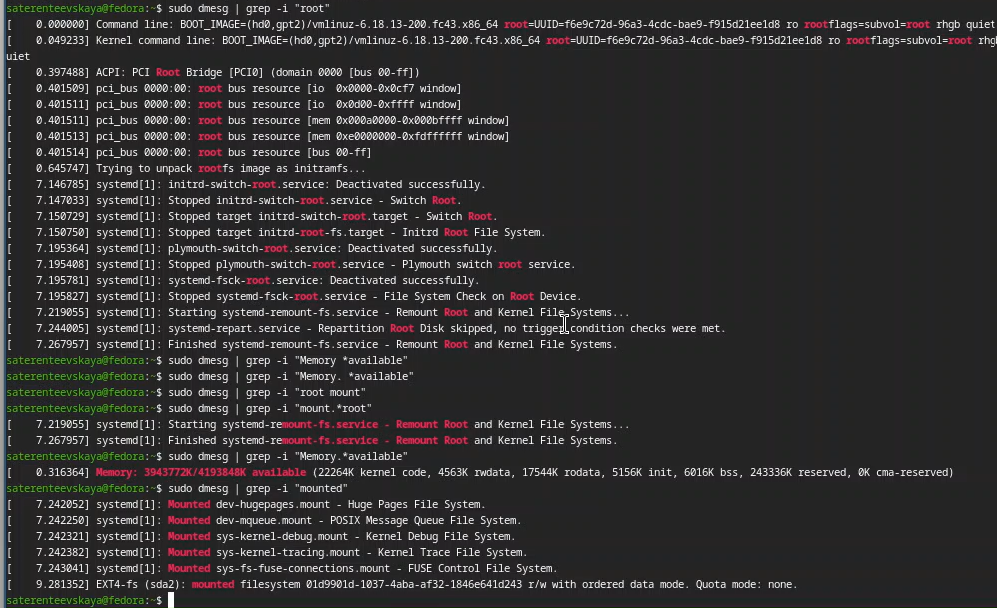 saterenteevskaya@fedora:~$ sudo dmesg | grep -i "root"
[    0.000000] Command line: BOOT_IMAGE=(hd0,gpt2)/vmlinuz-6.18.13-200.fc43.x86_64 root=UUID=f6e9c72d-96a3-4cdc-bae9-f915d21ee1d8 ro rootflags=subvol=root rhgb quiet
[    0.049233] Kernel command line: BOOT_IMAGE=(hd0,gpt2)/vmlinuz-6.18.13-200.fc43.x86_64 root=UUID=f6e9c72d-96a3-4cdc-bae9-f915d21ee1d8 ro rootflags=subvol=root rhgb q
uiet
[    0.397488] ACPI: PCI Root Bridge [PCI0] (domain 0000 [bus 00-ff])
[    0.401509] pci_bus 0000:00: root bus resource [io  0x0000-0x0cf7 window]
[    0.401511] pci_bus 0000:00: root bus resource [io  0x0d00-0xffff window]
[    0.401511] pci_bus 0000:00: root bus resource [mem 0x000a0000-0x000bffff window]
[    0.401513] pci_bus 0000:00: root bus resource [mem 0xe0000000-0xfdffffff window]
[    0.401514] pci_bus 0000:00: root bus resource [bus 00-ff]
[    0.645747] Trying to unpack rootfs image as initramfs...
[    7.146785] systemd[1]: initrd-switch-root.service: Deactivated successfully.
[    7.147033] systemd[1]: Stopped initrd-switch-root.service - Switch Root.
[    7.150729] systemd[1]: Stopped target initrd-switch-root.target - Switch Root.
[    7.150750] systemd[1]: Stopped target initrd-root-fs.target - Initrd Root File System.
[    7.195364] systemd[1]: plymouth-switch-root.service: Deactivated successfully.
[    7.195408] systemd[1]: Stopped plymouth-switch-root.service - Plymouth switch root service.
[    7.195781] systemd[1]: systemd-fsck-root.service: Deactivated successfully.
[    7.195827] systemd[1]: Stopped systemd-fsck-root.service - File System Check on Root Device.
[    7.219055] systemd[1]: Starting systemd-remount-fs.service - Remount Root and Kernel File Systems...
[    7.244005] systemd[1]: systemd-repart.service - Repartition Root Disk skipped, no trigger condition checks were met.
[    7.267957] systemd[1]: Finished systemd-remount-fs.service - Remount Root and Kernel File Systems.
saterenteevskaya@fedora:~$ sudo dmesg | grep -i "Memory *available"
saterenteevskaya@fedora:~$ sudo dmesg | grep -i "Memory. *available"
saterenteevskaya@fedora:~$ sudo dmesg | grep -i "root mount"
saterenteevskaya@fedora:~$ sudo dmesg | grep -i "mount.*root"
[    7.219055] systemd[1]: Starting systemd-remount-fs.service - Remount Root and Kernel File Systems...
[    7.267957] systemd[1]: Finished systemd-remount-fs.service - Remount Root and Kernel File Systems.
saterenteevskaya@fedora:~$ sudo dmesg | grep -i "Memory.*available"
[    0.316364] Memory: 3943772K/4193848K available (22264K kernel code, 4563K rwdata, 17544K rodata, 5156K init, 6016K bss, 243336K reserved, 0K cma-reserved)
saterenteevskaya@fedora:~$ sudo dmesg | grep -i "mounted"
[    7.242052] systemd[1]: Mounted dev-hugepages.mount - Huge Pages File System.
[    7.242250] systemd[1]: Mounted dev-mqueue.mount - POSIX Message Queue File System.
[    7.242321] systemd[1]: Mounted sys-kernel-debug.mount - Kernel Debug File System.
[    7.242382] systemd[1]: Mounted sys-kernel-tracing.mount - Kernel Trace File System.
[    7.243041] systemd[1]: Mounted sys-fs-fuse-connections.mount - FUSE Control File System.
[    9.281352] EXT4-fs (sda2): mounted filesystem 01d9901d-1037-4aba-af32-1846e641d243 r/w with ordered data mode. Quota mode: none.
saterenteevskaya@fedora:~$